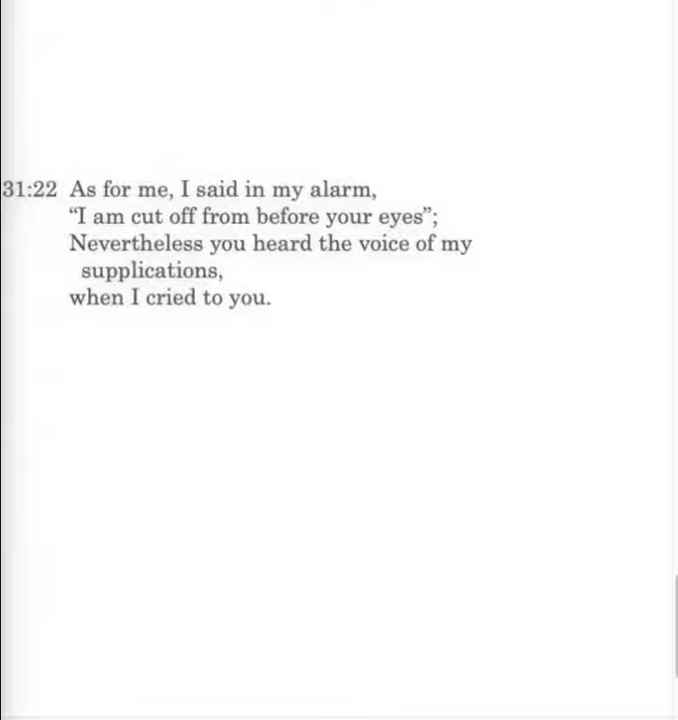 31:22 As for me, I said in my alarm,
“I am cut off from before your eyes”;
Nevertheless you heard the voice of my
supplications,
when I cried to you.